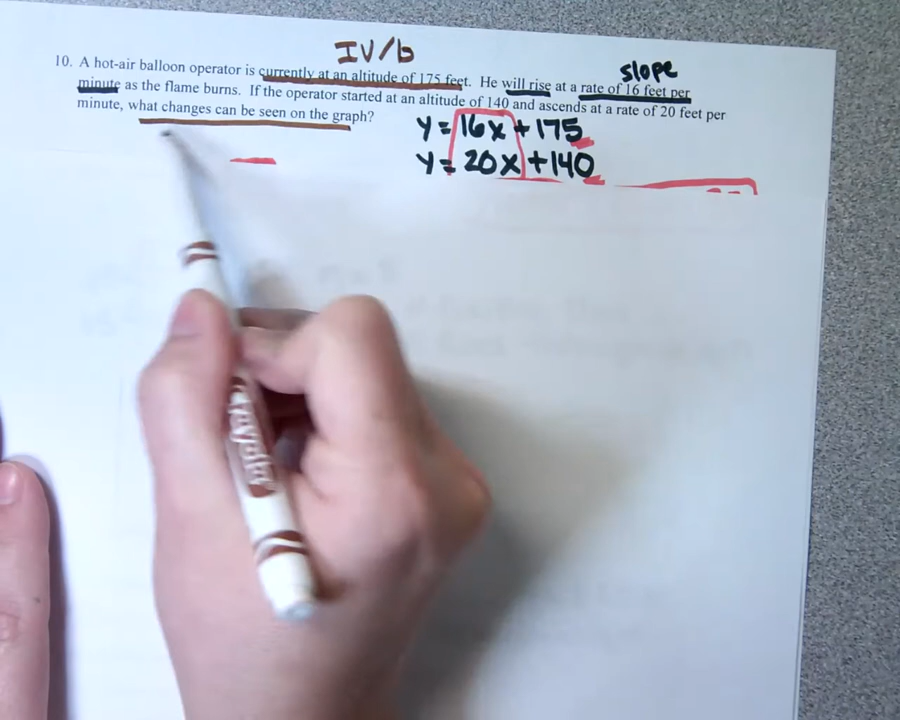 IV/b
slope
10. A hot-air balloon operator is currently at an altitude of 175 feet. He will rise at a rate of 16 feet per
minute as the flame burns. If the operator started at an altitude of 140 and ascends at a rate of 20 feet per
minute, what changes can be seen on the graph?
y=16x+175
y=20x+140
Crayola